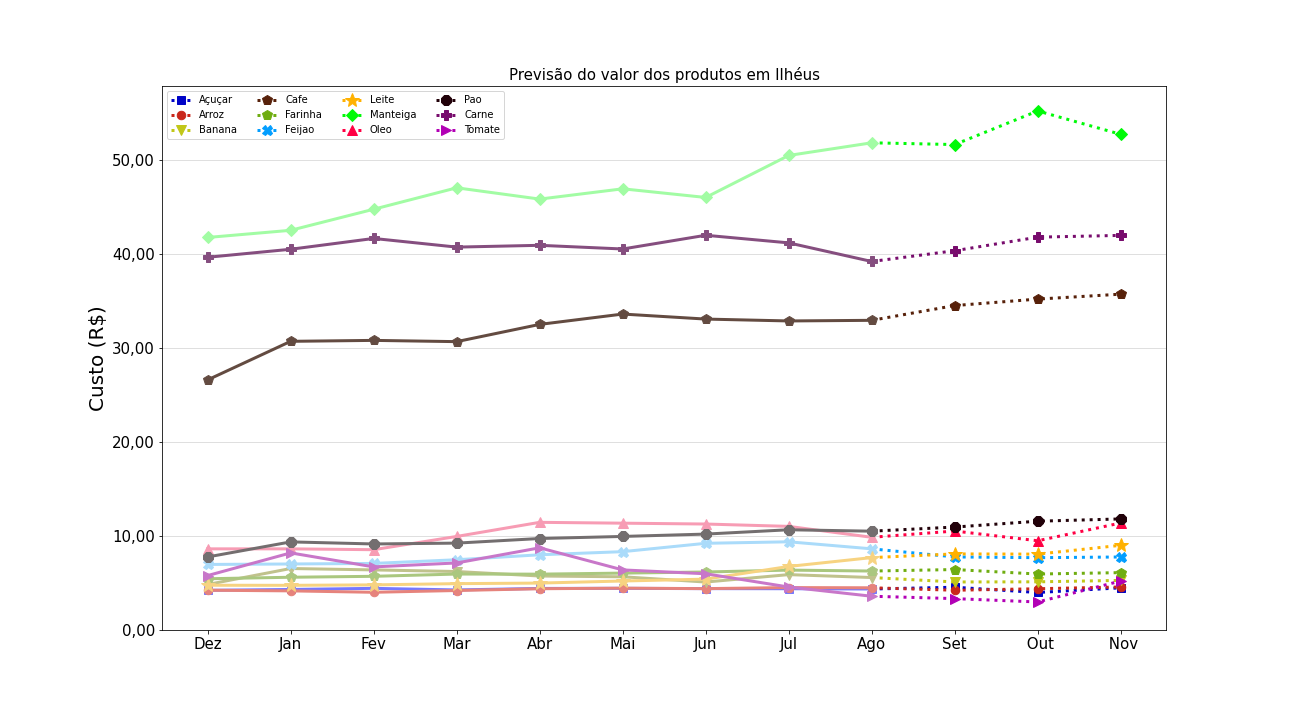 Previsão do valor dos produtos em Ilhéus
Açuçar Cafe Leite Pao
Arroz Farinha Manteiga Carne
Banana Feijao Oleo Tomate
Custo (R$)
50,00
40,00
30,00
20,00
10,00
0,00
Dez Jan Fev Mar Abr Mai Jun Jul Ago Set Out Nov